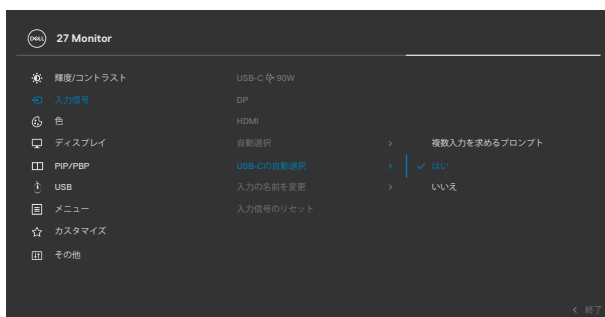 DELL 27 Monitor
輝度/コントラスト
入力信号
色
ディスプレイ
PIP/PBP
USB
メニュー
カスタマイズ
その他
USB-C 90W
DP
HDMI
自動選択
USB-Cの自動選択
入力の名前を変更
入力信号のリセット
複数入力を求めるプロンプト
はい
いいえ
終了